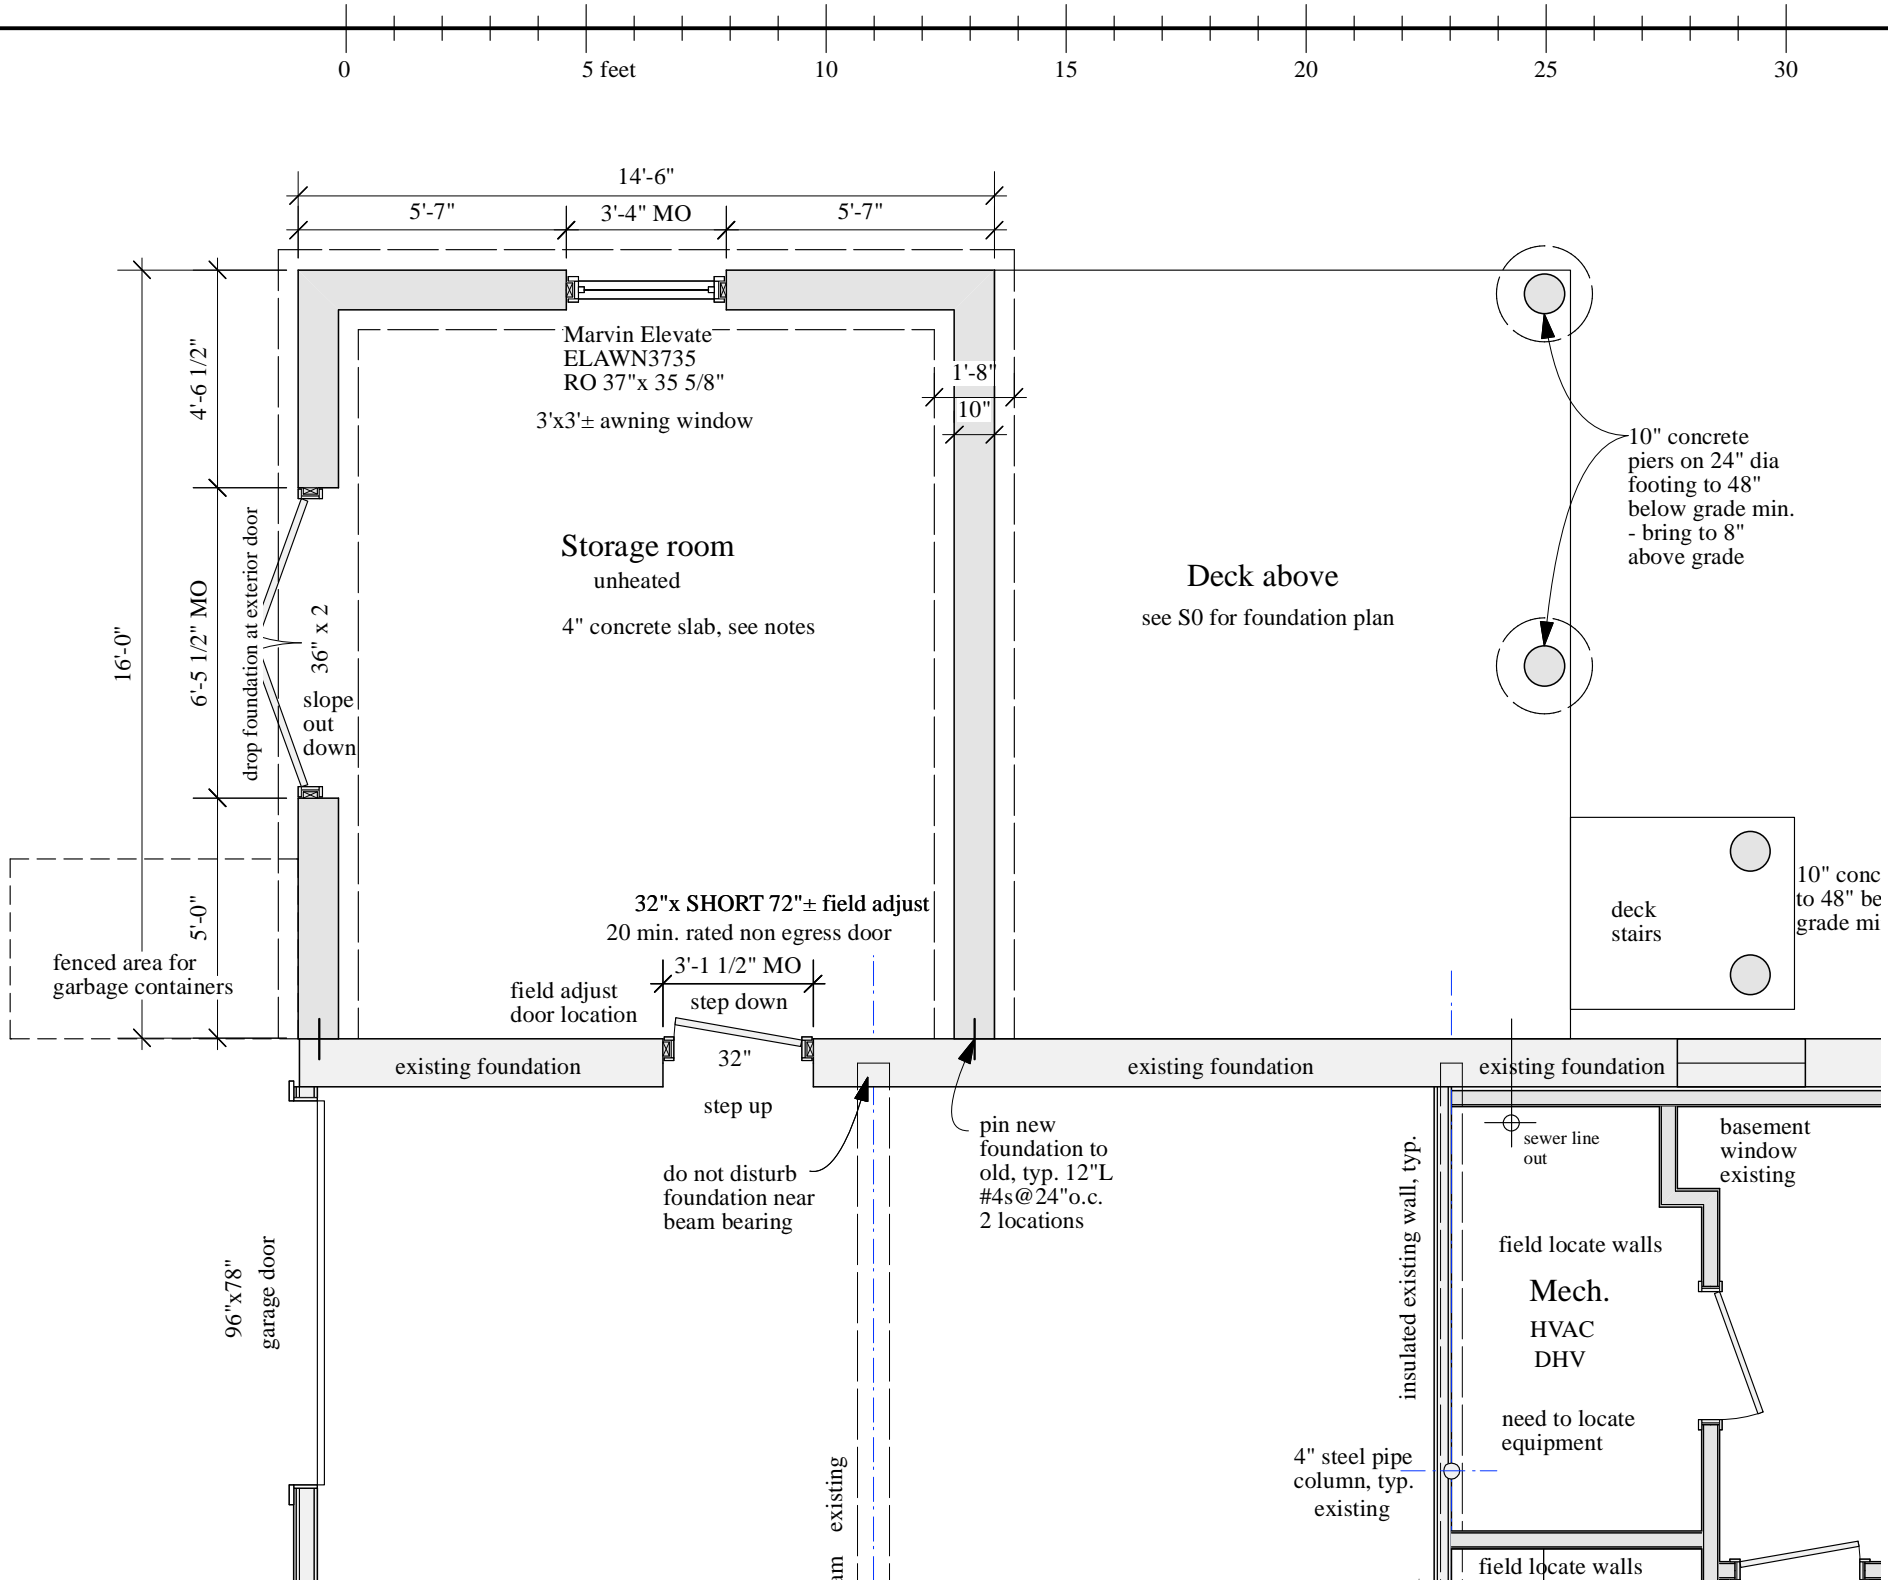 0
5 feet
10
15
20
25
30
14'-6"
5'-7"
3'-4" MO
5'-7"
Marvin Elevate
ELAWN3735
RO 37"x 35 5/8"
3'x3'± awning window
1'-8"
10"
4'-6 1/2"
6'-5 1/2" MO
5'-0"
16'-0"
drop foundation at exterior door
36" x 2
slope
out
down
Storage room
unheated
4" concrete slab, see notes
Deck above
see S0 for foundation plan
10" concrete
piers on 24" dia
footing to 48"
below grade min.
- bring to 8"
above grade
fenced area for
garbage containers
32"x SHORT 72"± field adjust
20 min. rated non egress door
3'-1 1/2" MO
field adjust
door location
step down
32"
step up
deck
stairs
10" conc
to 48" be
grade mi
existing foundation
existing foundation
existing foundation
do not disturb
foundation near
beam bearing
pin new
foundation to
old, typ. 12"L
#4s@24"o.c.
2 locations
sewer line
out
basement
window
existing
insulated existing wall, typ.
field locate walls
Mech.
HVAC
DHV
need to locate
equipment
96"x78"
garage door
4" steel pipe
column, typ.
existing
am existing
field locate walls